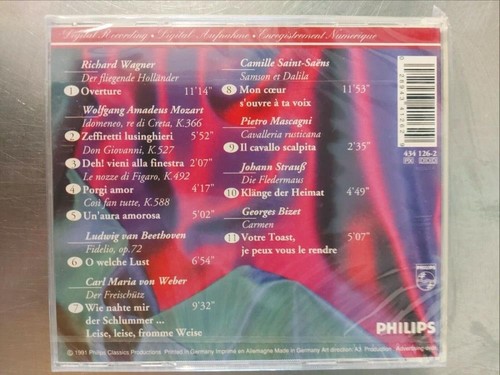 Digital Recording • Digital-Aufnahme • Enregistrement Numérique
Richard Wagner
Der fliegende Holländer
1 Overture 11'14"
Wolfgang Amadeus Mozart
Idomeneo, re di Creta, K.366
2 Zeffiretti lusinghieri 5'52"
Don Giovanni, K.527
3 Deh! vieni alla finestra 2'07"
Le nozze di Figaro, K.492
4 Porgi amor 4'17"
Così fan tutte, K.588
5 Un'aura amorosa 5'02"
Ludwig van Beethoven
Fidelio, op.72
6 O welche Lust 6'54"
Carl Maria von Weber
Der Freischütz
7 Wie nahte mir 9'32"
der Schlummer ...
Leise, leise, fromme Weise
Camille Saint-Saëns
Samson et Dalila
8 Mon cœur 11'53"
s'ouvre à ta voix
Pietro Mascagni
Cavalleria rusticana
9 Il cavallo scalpita 2'35"
Johann Strauß
Die Fledermaus
10 Klänge der Heimat 4'49"
Georges Bizet
Carmen
11 Votre Toast, 5'07"
je peux vous le rendre
434 126-2
PHILIPS
PHILIPS
© 1991 Philips Classics Productions Printed in Germany Imprimé en Allemagne Made in Germany Art direction: A3 Production